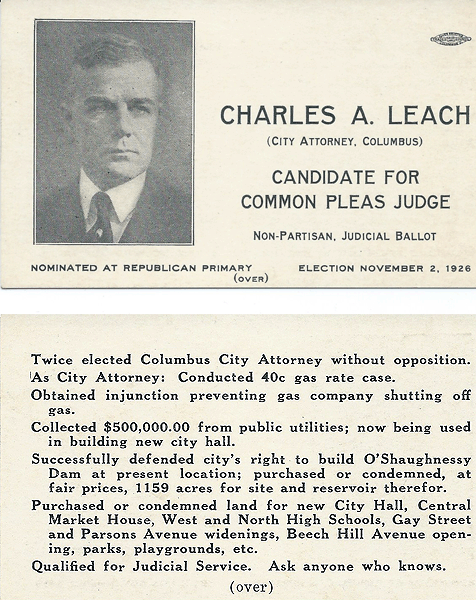 CHARLES A. LEACH
(CITY ATTORNEY, COLUMBUS)
CANDIDATE FOR
COMMON PLEAS JUDGE
NON-PARTISAN, JUDICIAL BALLOT
NOMINATED AT REPUBLICAN PRIMARY ELECTION NOVEMBER 2, 1926
(OVER)
Twice elected Columbus City Attorney without opposition.
As City Attorney: Conducted 40c gas rate case.
Obtained injunction preventing gas company shutting off
gas.
Collected $500,000.00 from public utilities; now being used
in building new city hall.
Successfully defended city's right to build O'Shaughnessy
Dam at present location; purchased or condemned, at
fair prices, 1159 acres for site and reservoir therefor.
Purchased or condemned land for new City Hall, Central
Market House, West and North High Schools, Gay Street
and Parsons Avenue widenings, Beech Hill Avenue open-
ing, parks, playgrounds, etc.
Qualified for Judicial Service. Ask anyone who knows.
(over)